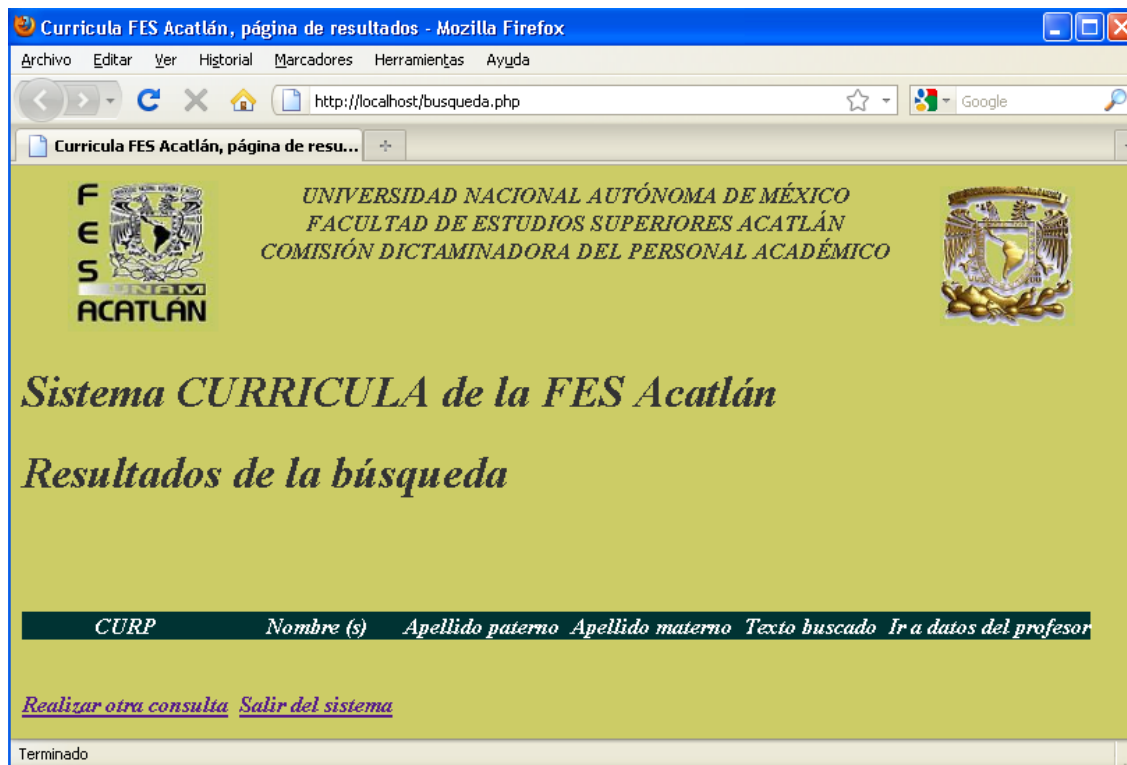 Curricula FES Acatlán, página de resultados - Mozilla Firefox
Archivo Editar Ver Historial Marcadores Herramientas Ayuda
http://localhost/busqueda.php Google
Curricula FES Acatlán, página de resu...
FES
UNAM
ACATLÁN
UNIVERSIDAD NACIONAL AUTÓNOMA DE MÉXICO
FACULTAD DE ESTUDIOS SUPERIORES ACATLÁN
COMISIÓN DICTAMINADORA DEL PERSONAL ACADÉMICO
Sistema CURRICULA de la FES Acatlán
Resultados de la búsqueda
CURP Nombre (s) Apellido paterno Apellido materno Texto buscado Ir a datos del profesor
Realizar otra consulta Salir del sistema
Terminado